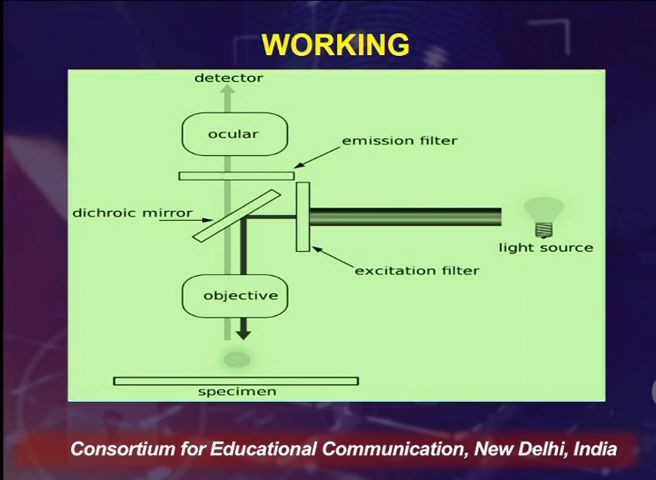 WORKING
detector
ocular
emission filter
dichroic mirror
light source
excitation filter
objective
specimen
Consortium for Educational Communication, New Delhi, India